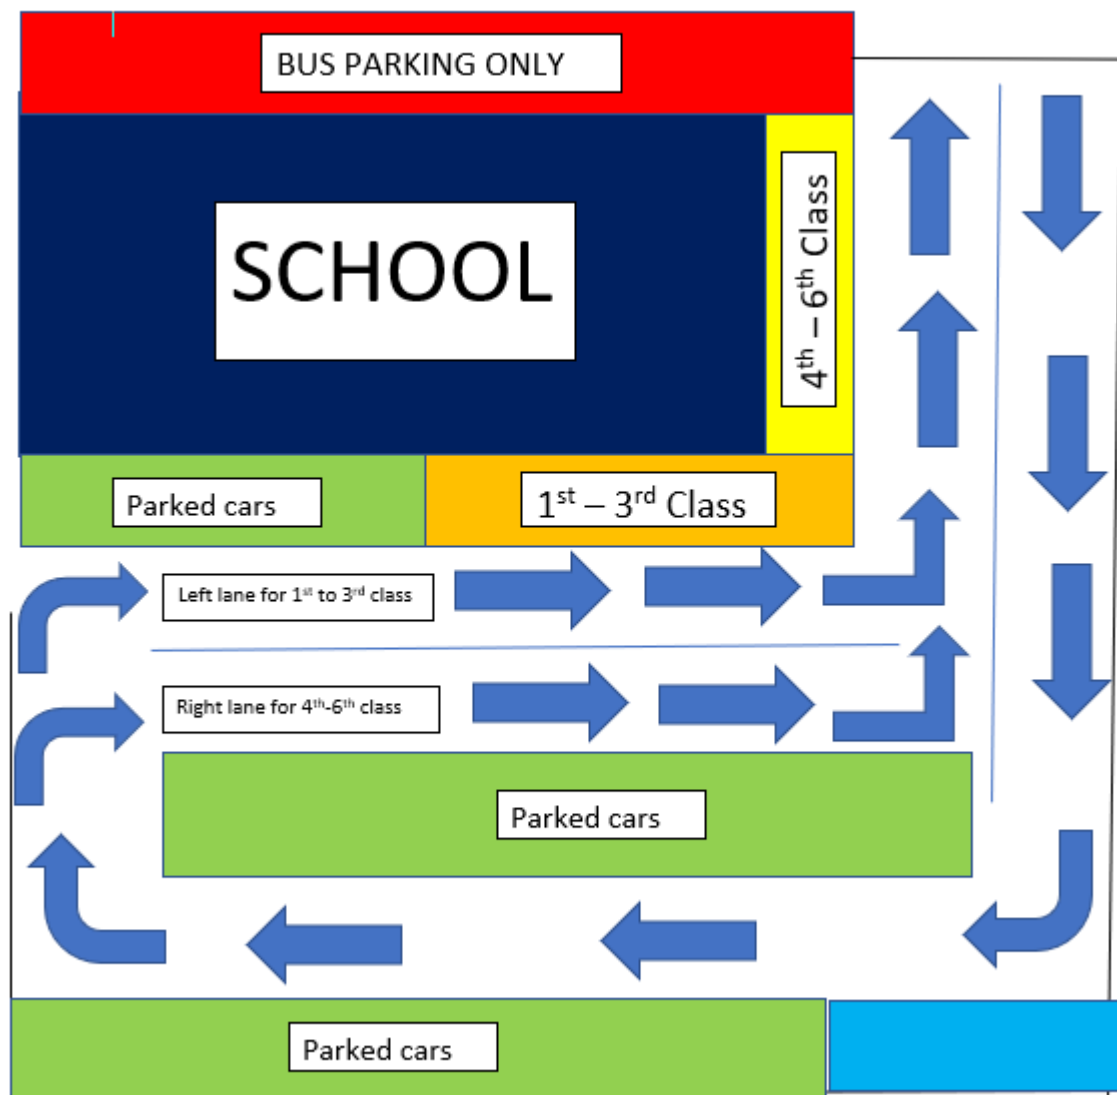 BUS PARKING ONLY
SCHOOL
4th – 6th Class
Parked cars
1st – 3rd Class
Left lane for 1st to 3rd class
Right lane for 4th-6th class
Parked cars
Parked cars